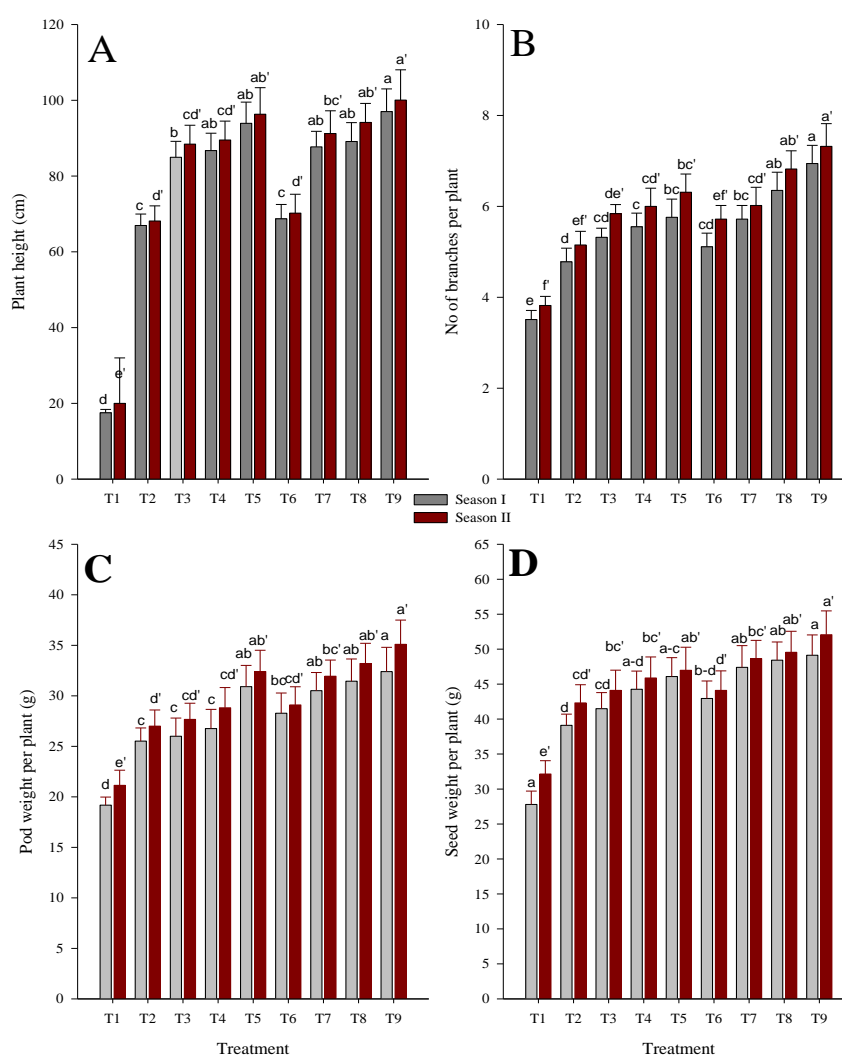 A
Plant height (cm)
120
100
80
60
40
20
0
d e' c d' b cd' ab cd' ab ab' c d' ab bc' ab ab' a a'
T1 T2 T3 T4 T5 T6 T7 T8 T9
B
No of branches per plant
10
8
6
4
2
0
e f' d ef' cd de' c cd' bc bc' cd ef' bc cd' ab ab' a a'
T1 T2 T3 T4 T5 T6 T7 T8 T9
Season I
Season II
C
Pod weight per plant (g)
45
40
35
30
25
20
15
10
5
0
d e' c d' c cd' c cd' ab ab' bc cd' ab bc' ab ab' a a'
T1 T2 T3 T4 T5 T6 T7 T8 T9
Treatment
D
Seed weight per plant (g)
65
60
55
50
45
40
35
30
25
20
15
10
5
0
a e' d cd' cd bc' a-d bc' a-c ab' b-d d' ab bc' ab ab' a a'
T1 T2 T3 T4 T5 T6 T7 T8 T9
Treatment